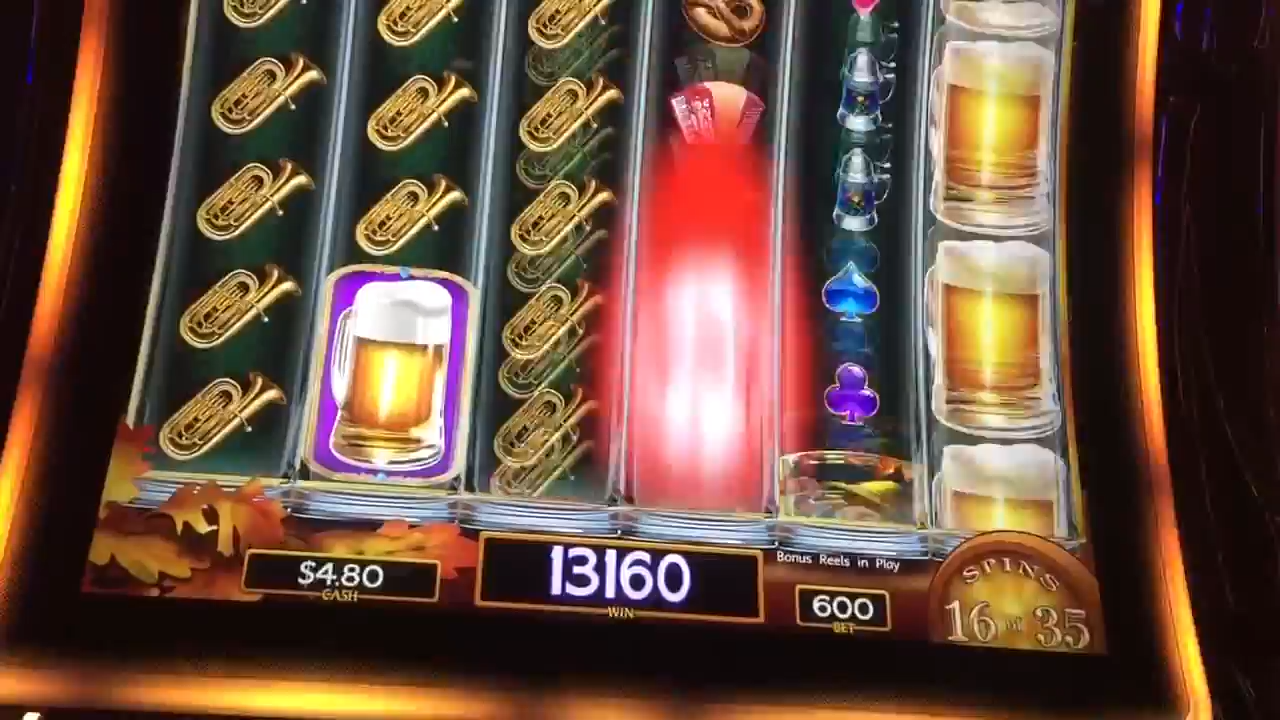 13160
WIN
$4.80
CASH
Bonus Reels in Play
600
BET
SPINS
16 of 35